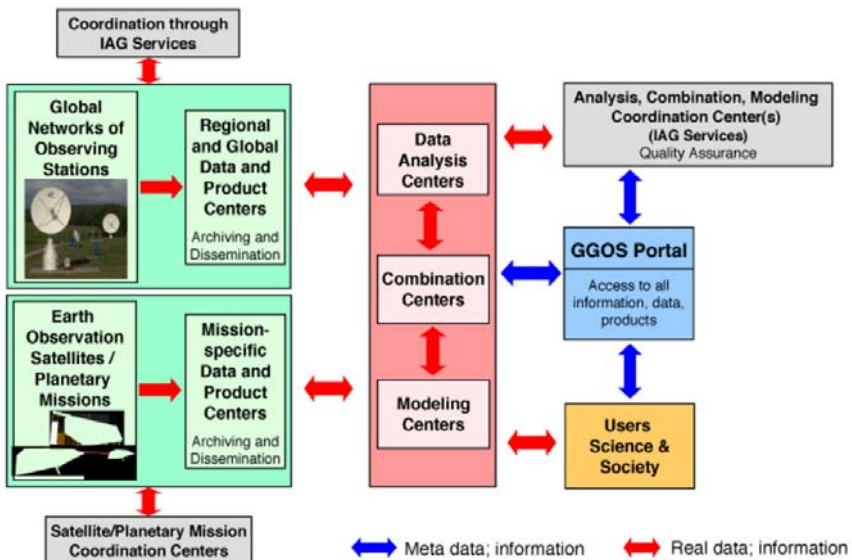 Coordination through
IAG Services
Global
Networks of
Observing
Stations
Regional
and Global
Data and
Product
Centers
Archiving and
Dissemination
Earth
Observation
Satellites /
Planetary
Missions
Mission-
specific
Data and
Product
Centers
Archiving and
Dissemination
Satellite/Planetary Mission
Coordination Centers
Data
Analysis
Centers
Combination
Centers
Modeling
Centers
Analysis, Combination, Modeling
Coordination Center(s)
(IAG Services)
Quality Assurance
GGOS Portal
Access to all
information, data,
products
Users
Science &
Society
Meta data; information
Real data; information